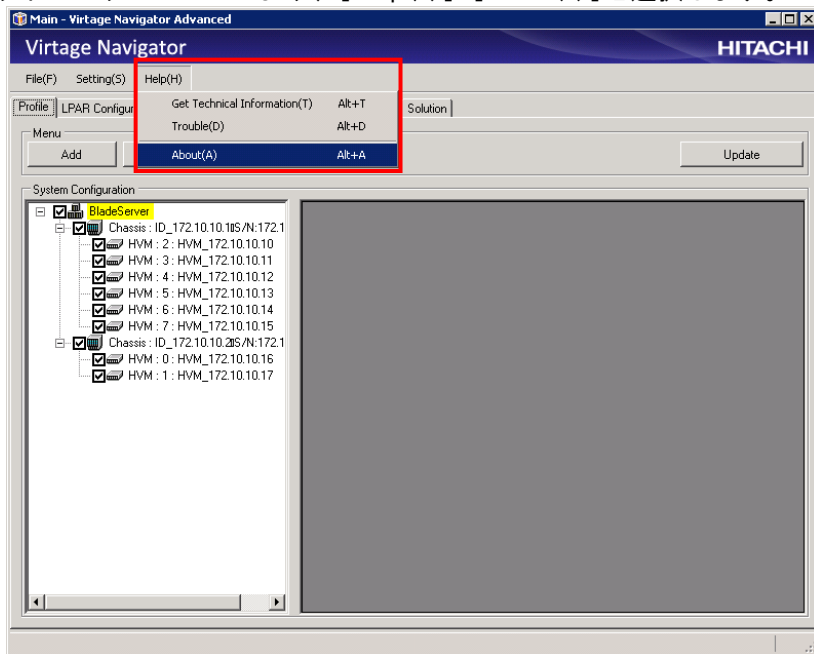 Main - Virtage Navigator Advanced
Virtage Navigator
HITACHI
File(F) Setting(S) Help(H)
Get Technical Information(T) Alt+T
Trouble(D) Alt+D
About(A) Alt+A
Profile LPAR Configur Solution
Menu
Add
Update
System Configuration
BladeServer
Chassis : ID_172.10.10.1 S/N:172.1
HVM : 2 : HVM_172.10.10.10
HVM : 3 : HVM_172.10.10.11
HVM : 4 : HVM_172.10.10.12
HVM : 5 : HVM_172.10.10.13
HVM : 6 : HVM_172.10.10.14
HVM : 7 : HVM_172.10.10.15
Chassis : ID_172.10.10.2 S/N:172.1
HVM : 0 : HVM_172.10.10.16
HVM : 1 : HVM_172.10.10.17